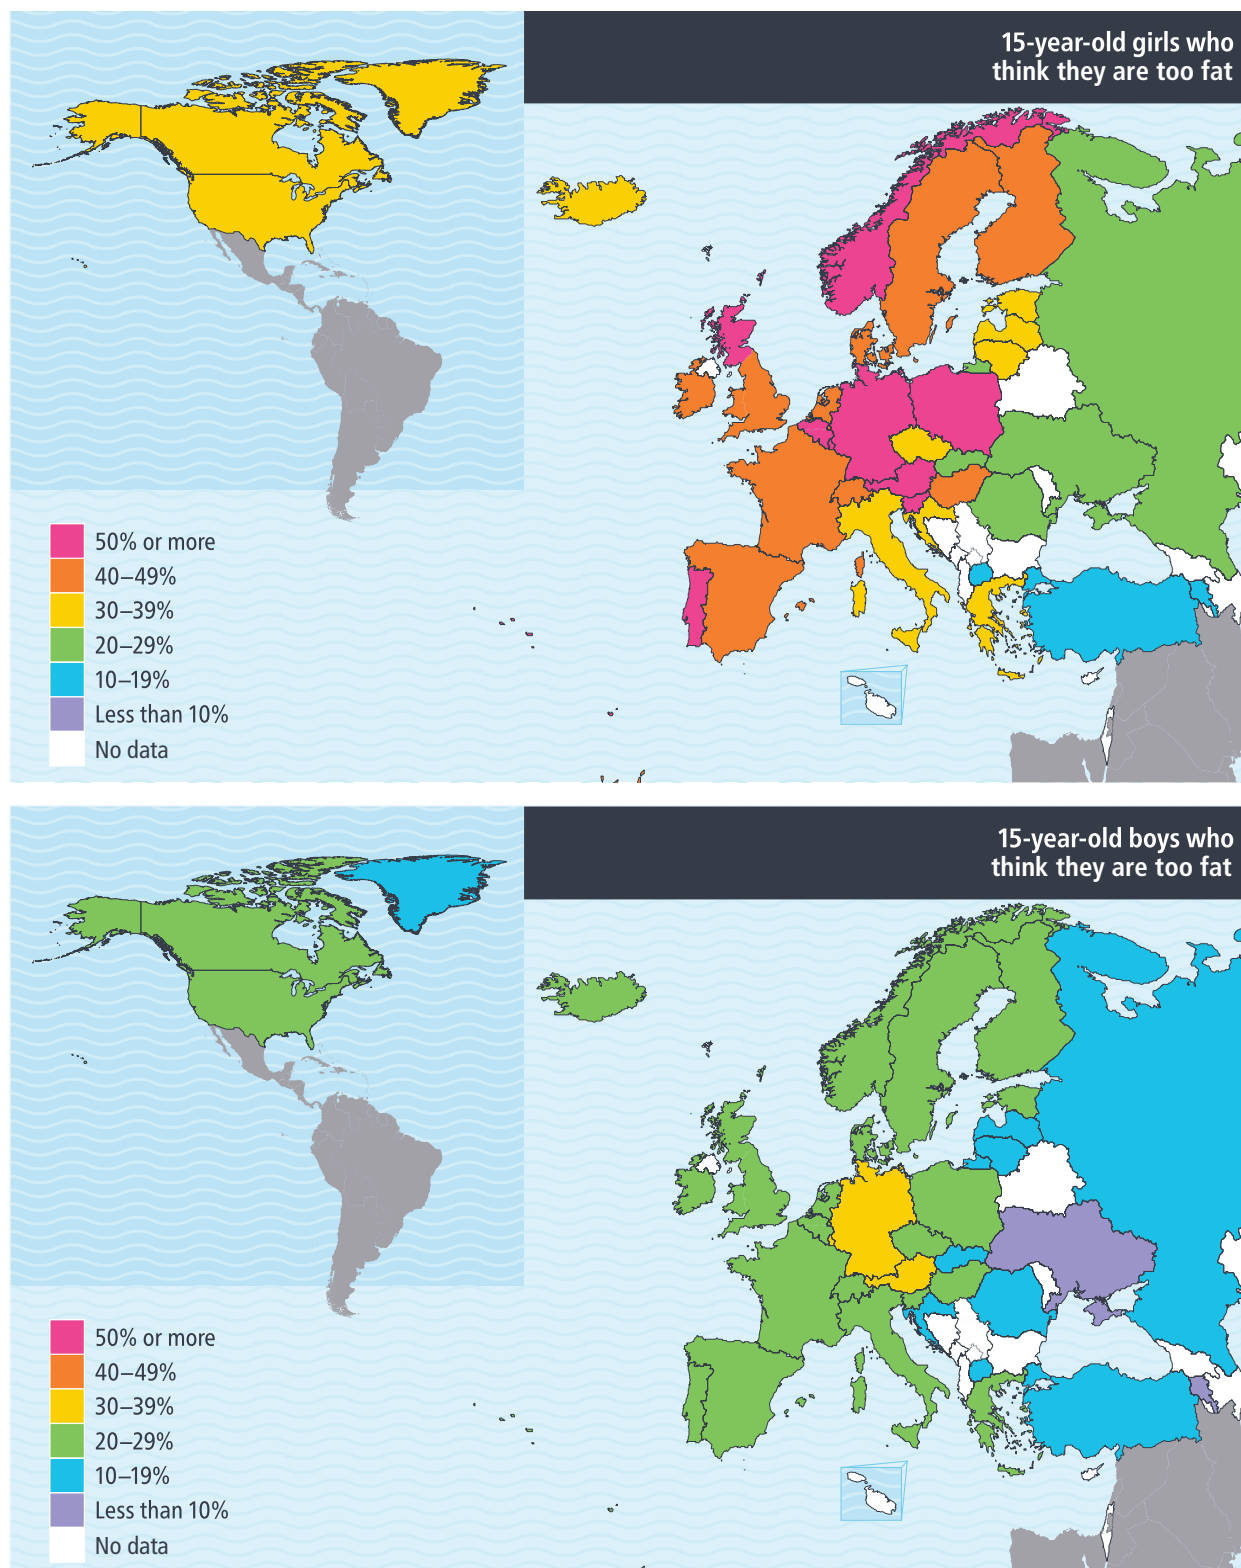 15-year-old girls who
think they are too fat
50% or more
40–49%
30–39%
20–29%
10–19%
Less than 10%
No data
15-year-old boys who
think they are too fat
50% or more
40–49%
30–39%
20–29%
10–19%
Less than 10%
No data